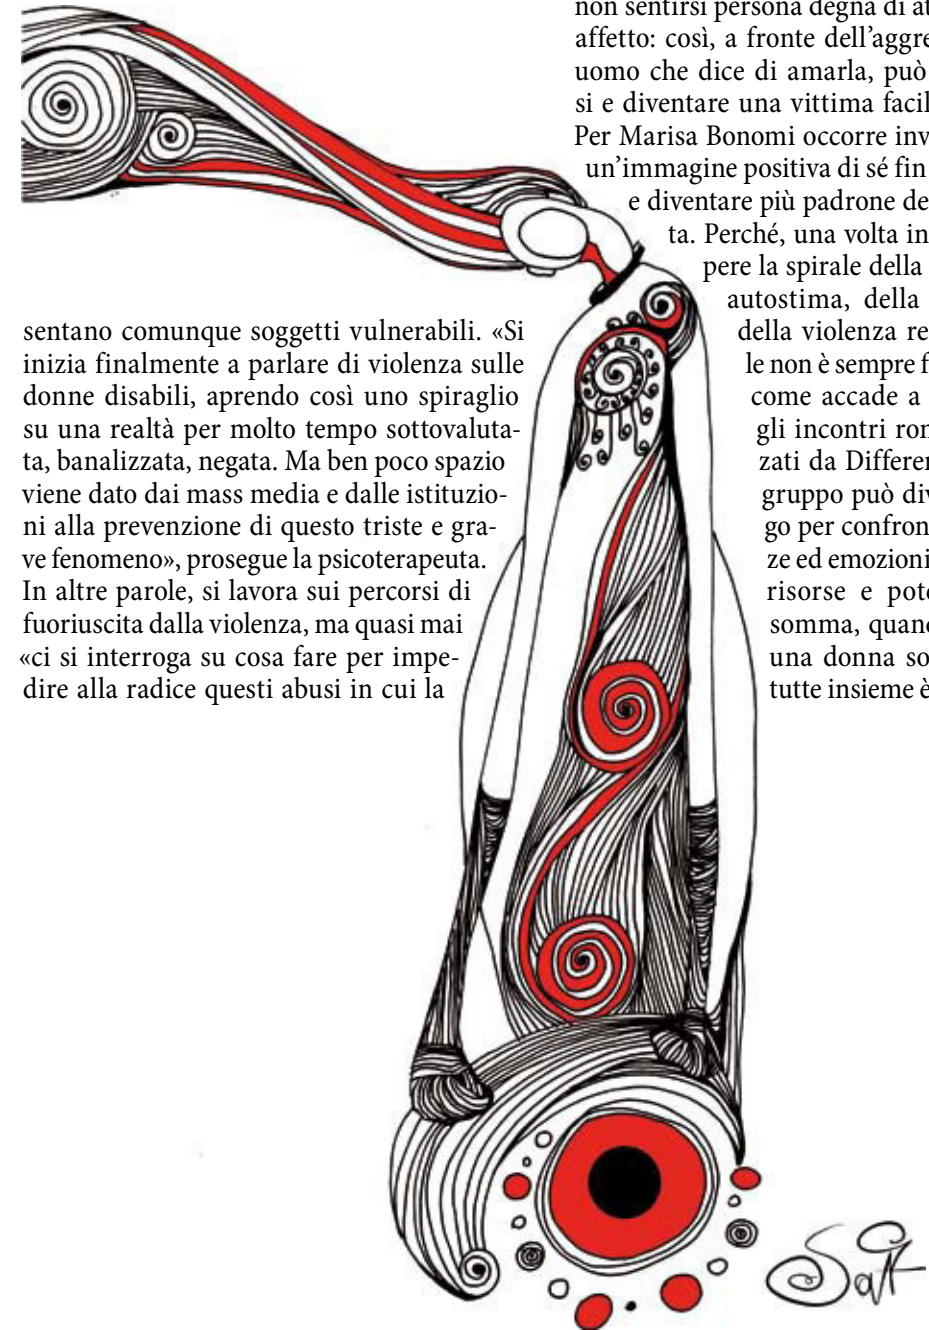 sentano comunque soggetti vulnerabili. «Si
inizia finalmente a parlare di violenza sulle
donne disabili, aprendo così uno spiraglio
su una realtà per molto tempo sottovaluta-
ta, banalizzata, negata. Ma ben poco spazio
viene dato dai mass media e dalle istituzio-
ni alla prevenzione di questo triste e gra-
ve fenomeno», prosegue la psicoterapeuta.
In altre parole, si lavora sui percorsi di
fuoriuscita dalla violenza, ma quasi mai
«ci si interroga su cosa fare per impe-
dire alla radice questi abusi in cui la
non sentirsi persona degna di at
affetto: così, a fronte dell'aggre
uomo che dice di amarla, può
si e diventare una vittima facil
Per Marisa Bonomi occorre inv
un'immagine positiva di sé fin
e diventare più padrone de
ta. Perché, una volta in
pere la spirale della
autostima, della
della violenza re
le non è sempre f
come accade a
gli incontri ron
zati da Differen
gruppo può div
go per confron
ze ed emozioni
risorse e pot
somma, quand
una donna so
tutte insieme è